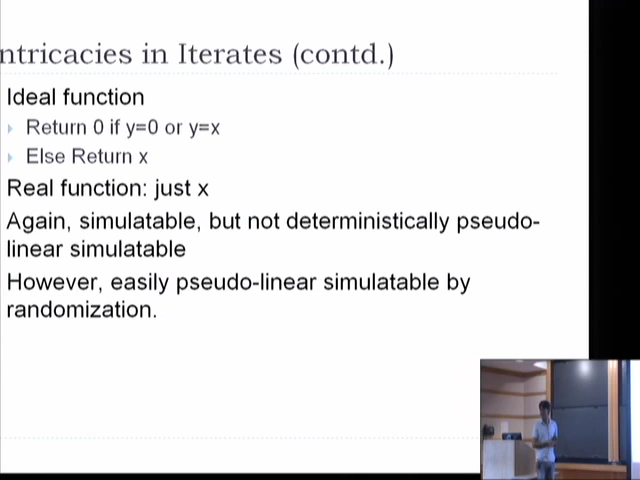 ntricacies in Iterates (contd.)
Ideal function
Return 0 if y=0 or y=x
Else Return x
Real function: just x
Again, simulatable, but not deterministically pseudo-
linear simulatable
However, easily pseudo-linear simulatable by
randomization.